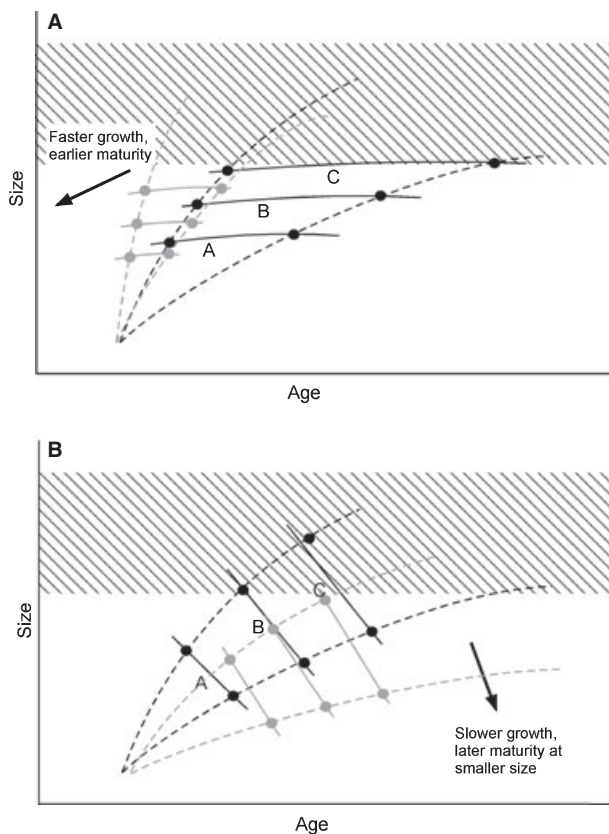 A
Faster growth,
earlier maturity
C
B
A
Size
Age
B
C
B
A
Size
Slower growth,
later maturity at
smaller size
Age